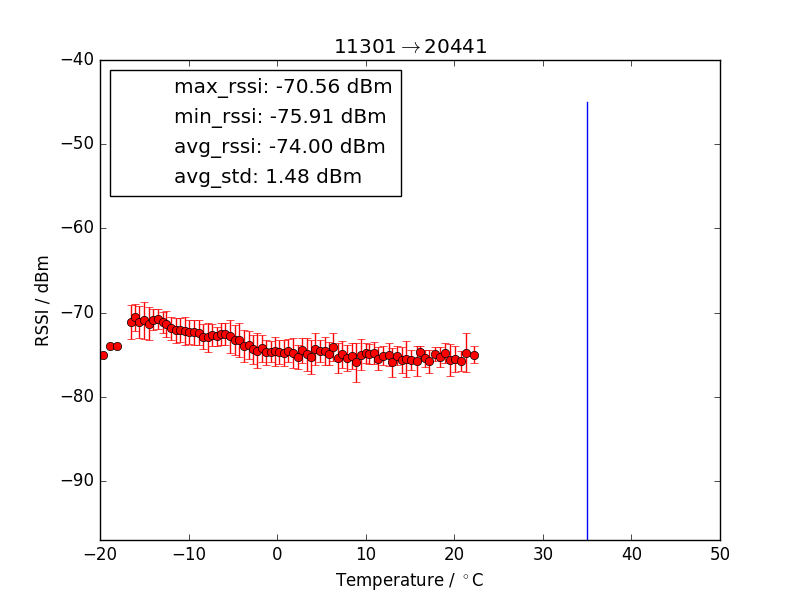 11301→20441
max_rssi: -70.56 dBm
min_rssi: -75.91 dBm
avg_rssi: -74.00 dBm
avg_std: 1.48 dBm
RSSI / dBm
−40
−50
−60
−70
−80
−90
−20 −10 0 10 20 30 40 50
Temperature / °C